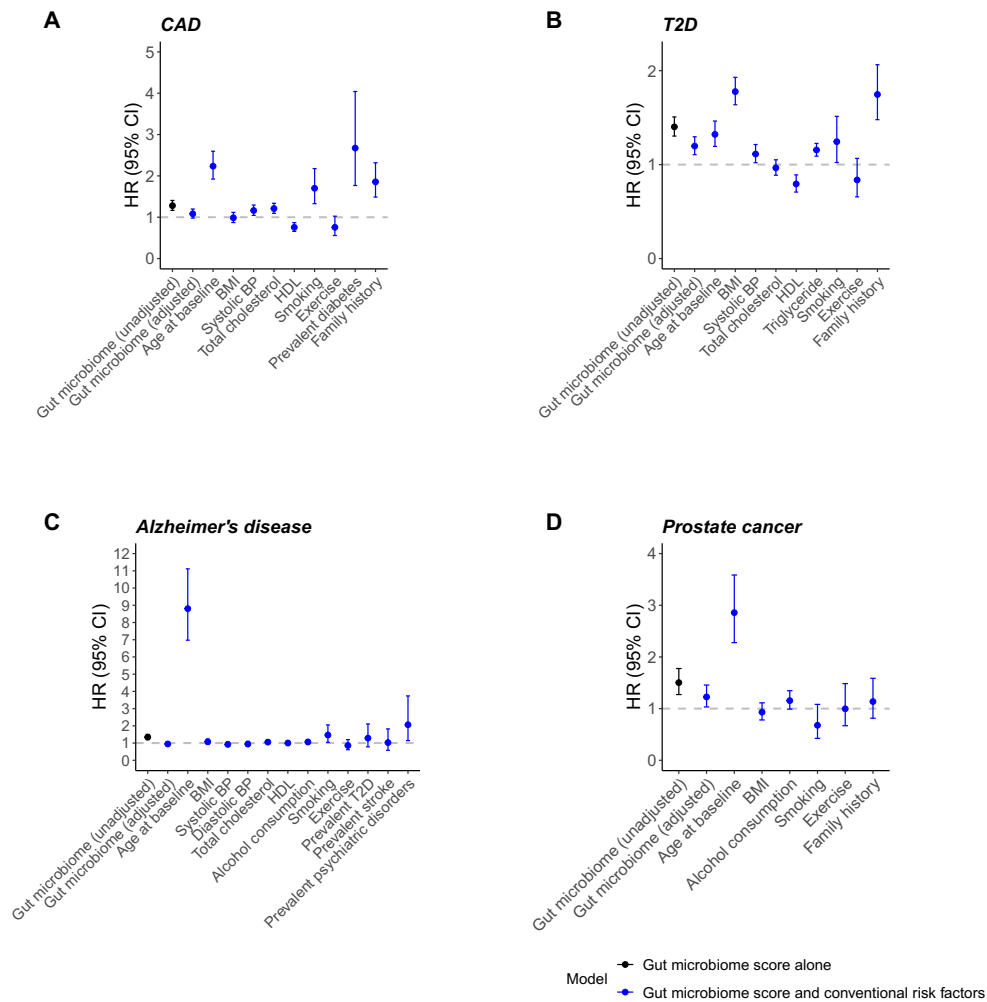 A
CAD
HR (95% CI)
5
4
3
2
1
0
Gut microbiome (unadjusted)
Gut microbiome (adjusted)
Age at baseline
BMI
Systolic BP
Total cholesterol
HDL
Smoking
Exercise
Prevalent diabetes
Family history
B
T2D
HR (95% CI)
2
1
0
Gut microbiome (unadjusted)
Gut microbiome (adjusted)
Age at baseline
BMI
Systolic BP
Total cholesterol
HDL
Triglyceride
Smoking
Exercise
Family history
C
Alzheimer's disease
HR (95% CI)
12
11
10
9
8
7
6
5
4
3
2
1
0
Gut microbiome (unadjusted)
Gut microbiome (adjusted)
Age at baseline
BMI
Systolic BP
Diastolic BP
Total cholesterol
HDL
Alcohol consumption
Smoking
Exercise
Prevalent T2D
Prevalent stroke
Prevalent psychiatric disorders
D
Prostate cancer
HR (95% CI)
4
3
2
1
0
Gut microbiome (unadjusted)
Gut microbiome (adjusted)
Age at baseline
BMI
Alcohol consumption
Smoking
Exercise
Family history
Model
Gut microbiome score alone
Gut microbiome score and conventional risk factors